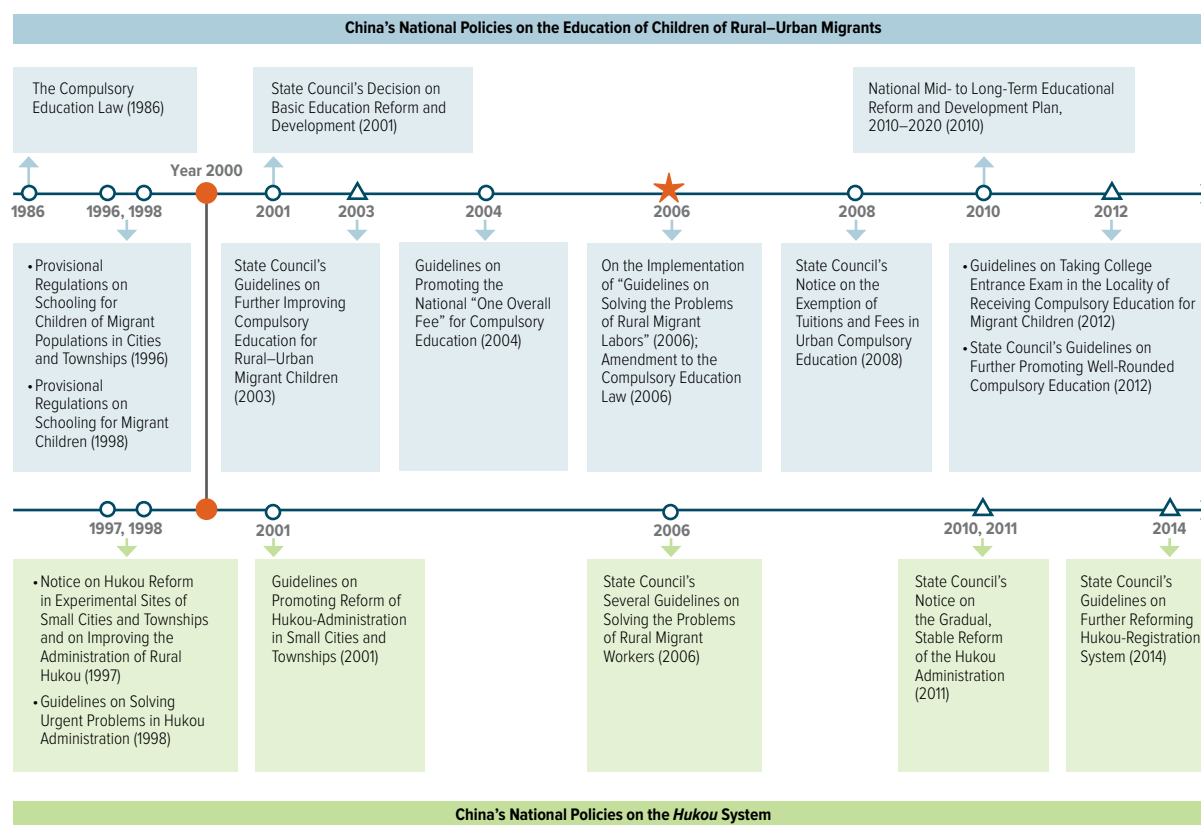 China's National Policies on the Education of Children of Rural–Urban Migrants
The Compulsory
Education Law (1986)
State Council's Decision on
Basic Education Reform and
Development (2001)
National Mid- to Long-Term Educational
Reform and Development Plan,
2010–2020 (2010)
Year 2000
1986
1996, 1998
2001
2003
2004
2006
2008
2010
2012
• Provisional
Regulations on
Schooling for
Children of Migrant
Populations in Cities
and Townships (1996)
• Provisional
Regulations on
Schooling for Migrant
Children (1998)
State Council's
Guidelines on
Further Improving
Compulsory
Education for
Rural–Urban
Migrant Children
(2003)
Guidelines on
Promoting the
National “One Overall
Fee” for Compulsory
Education (2004)
On the Implementation
of “Guidelines on
Solving the Problems
of Rural Migrant
Labors” (2006);
Amendment to the
Compulsory Education
Law (2006)
State Council's
Notice on the
Exemption of
Tuitions and Fees in
Urban Compulsory
Education (2008)
• Guidelines on Taking College
Entrance Exam in the Locality of
Receiving Compulsory Education for
Migrant Children (2012)
• State Council's Guidelines on
Further Promoting Well-Rounded
Compulsory Education (2012)
1997, 1998
2001
2006
2010, 2011
2014
• Notice on Hukou Reform
in Experimental Sites of
Small Cities and Townships
and on Improving the
Administration of Rural
Hukou (1997)
• Guidelines on Solving
Urgent Problems in Hukou
Administration (1998)
Guidelines on
Promoting Reform of
Hukou-Administration
in Small Cities and
Townships (2001)
State Council's
Several Guidelines on
Solving the Problems
of Rural Migrant
Workers (2006)
State Council's
Notice on
the Gradual,
Stable Reform
of the Hukou
Administration
(2011)
State Council's
Guidelines on
Further Reforming
Hukou-Registration
System (2014)
China's National Policies on the Hukou System